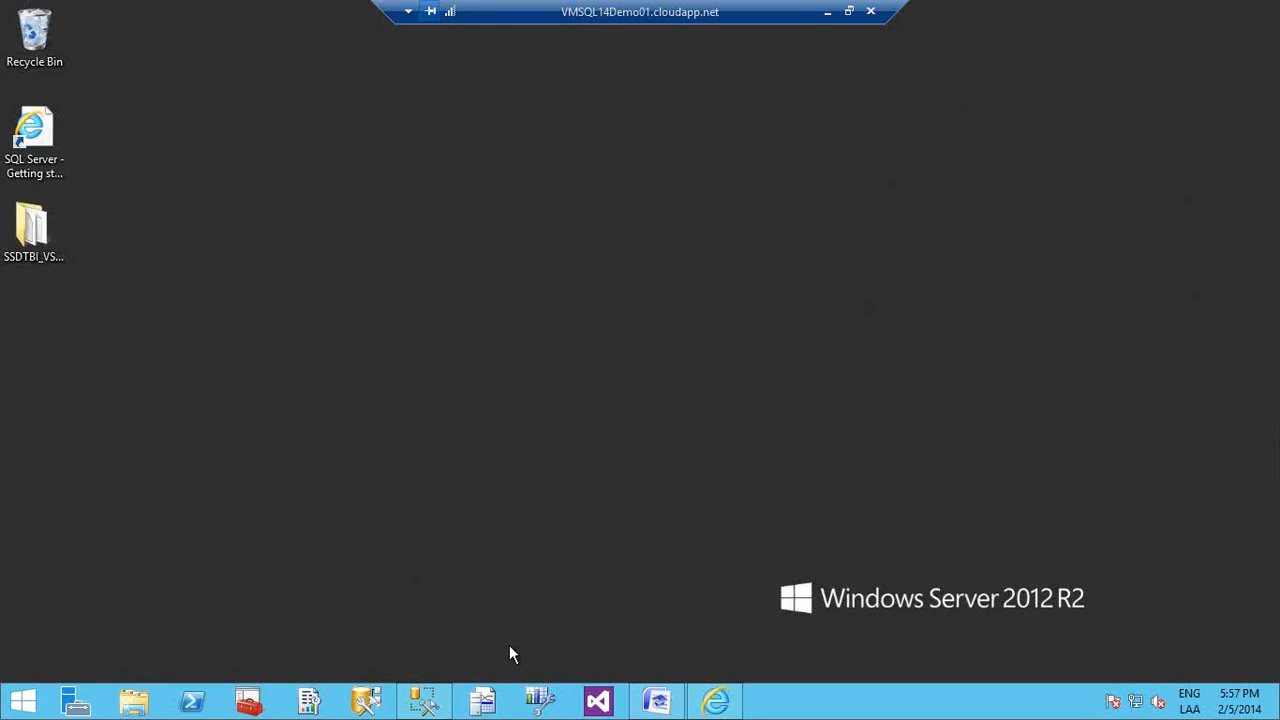 VMSQL14Demo01.cloudapp.net
Recycle Bin
SQL Server -
Getting st...
SSDTBI_VS...
Windows Server 2012 R2
ENG
LAA
5:57 PM
2/5/2014